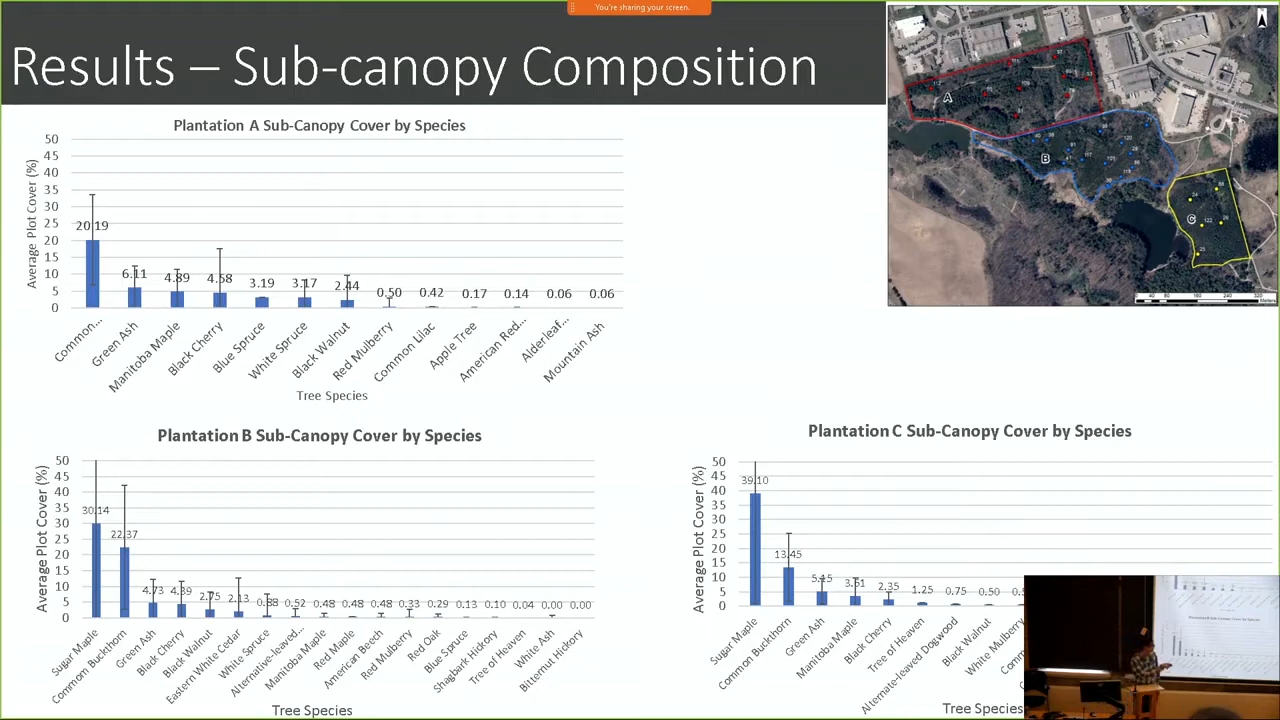 You're sharing your screen.
Results – Sub-canopy Composition
Plantation A Sub-Canopy Cover by Species
Average Plot Cover (%)
50
45
40
35
30
25
20
15
10
5
0
20.19
6.11
4.89
4.58
3.19
3.17
2.44
0.50
0.42
0.17
0.14
0.06
0.06
Common...
Green Ash
Manitoba Maple
Black Cherry
Blue Spruce
White Spruce
Black Walnut
Red Mulberry
Common Lilac
Apple Tree
American Red...
Alderleaf...
Mountain Ash
Tree Species
N
A
B
C
Plantation B Sub-Canopy Cover by Species
Average Plot Cover (%)
50
45
40
35
30
25
20
15
10
5
0
30.14
22.37
4.73
4.39
2.75
2.13
0.52
0.48
0.48
0.48
0.33
0.29
0.13
0.10
0.04
0.00
0.00
Sugar Maple
Common Buckthorn
Green Ash
Black Cherry
Black Walnut
Eastern White Cedar
White Spruce
Alternative-leaved...
Manitoba Maple
Red Maple
American Beech
Red Mulberry
Red Oak
Blue Spruce
Shagbark Hickory
Tree of Heaven
White Ash
Bitternut Hickory
Tree Species
Plantation C Sub-Canopy Cover by Species
Average Plot Cover (%)
50
45
40
35
30
25
20
15
10
5
0
39.10
13.45
5.15
3.51
2.35
1.25
0.75
0.50
Sugar Maple
Common Buckthorn
Green Ash
Manitoba Maple
Black Cherry
Tree of Heaven
Alternate-leaved Dogwood
Black Walnut
White Mulberry
Tree Species